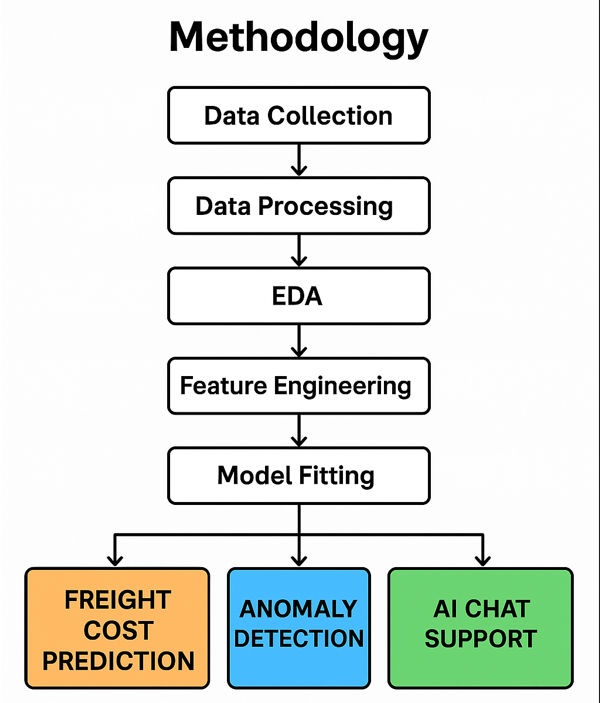 Methodology
Data Collection
Data Processing
EDA
Feature Engineering
Model Fitting
FREIGHT
COST
PREDICTION
ANOMALY
DETECTION
AI CHAT
SUPPORT